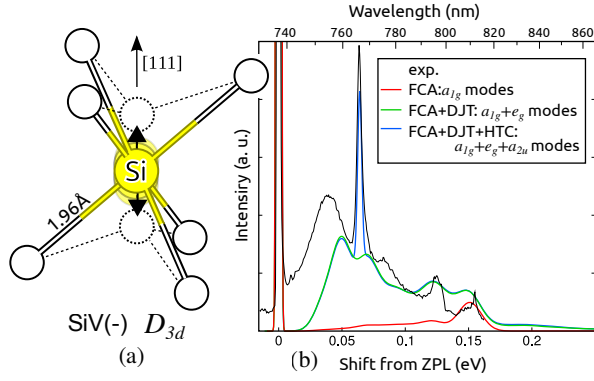 (a)
[111]
Si
1.96Å
SiV(-) D3d
(a)
(b)
Wavelength (nm)
740 760 780 800 820 840 860
Intensiry (a. u.)
exp.
FCA:a1g modes
FCA+DJT: a1g+eg modes
FCA+DJT+HTC:
a1g+eg+a2u modes
0 0.05 0.1 0.15 0.2
Shift from ZPL (eV)